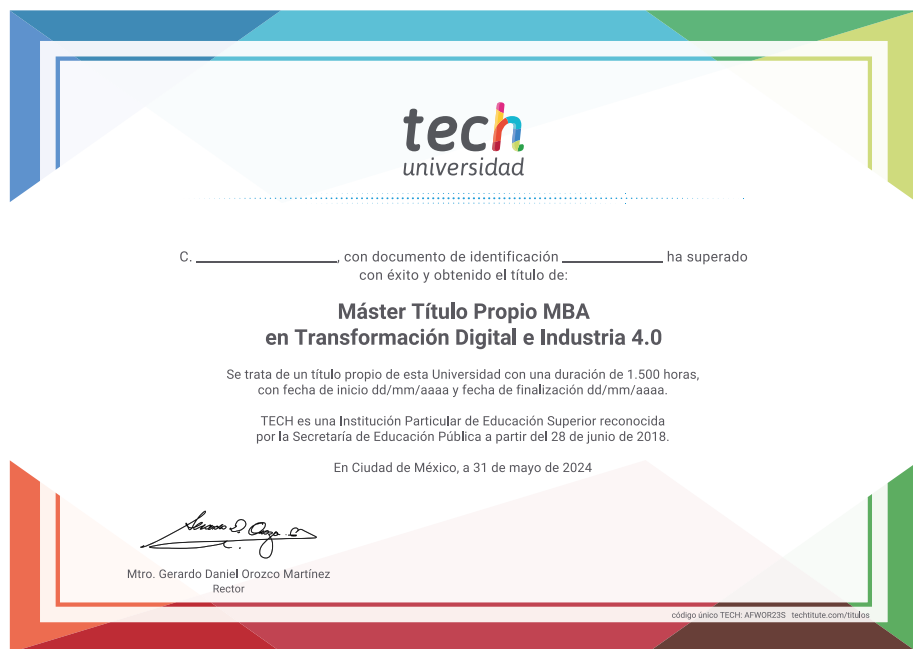 tech
universidad
C. ____________________, con documento de identificación ______________ ha superado
con éxito y obtenido el título de:
Máster Título Propio MBA
en Transformación Digital e Industria 4.0
Se trata de un título propio de esta Universidad con una duración de 1.500 horas,
con fecha de inicio dd/mm/aaaa y fecha de finalización dd/mm/aaaa.
TECH es una Institución Particular de Educación Superior reconocida
por la Secretaría de Educación Pública a partir del 28 de junio de 2018.
En Ciudad de México, a 31 de mayo de 2024
Mtro. Gerardo Daniel Orozco Martínez
Rector
código único TECH: AFWOR23S techtitute.com/titulos